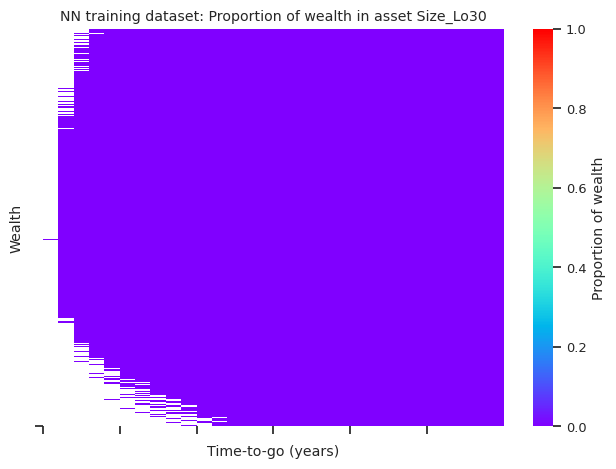 NN training dataset: Proportion of wealth in asset Size_Lo30
Wealth
Time-to-go (years)
1.0
0.8
0.6
0.4
0.2
0.0
Proportion of wealth